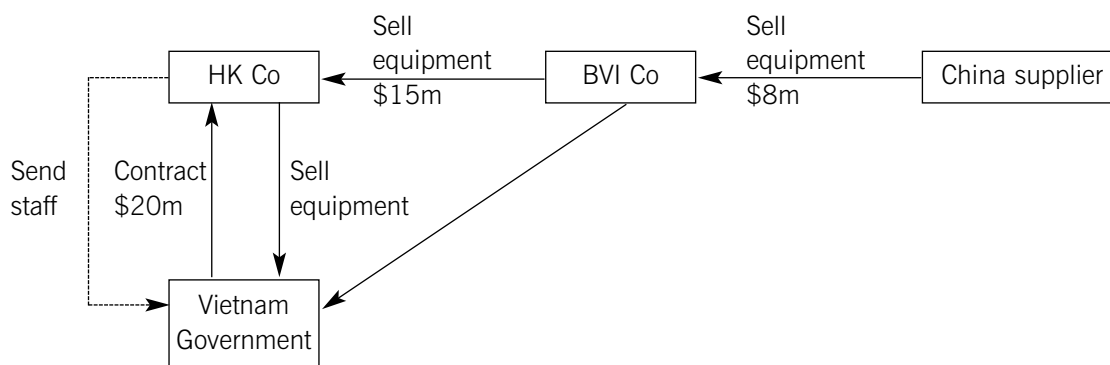 Sell
equipment
$15m
Sell
equipment
$8m
HK Co
BVI Co
China supplier
Send
staff
Contract
$20m
Sell
equipment
Vietnam
Government